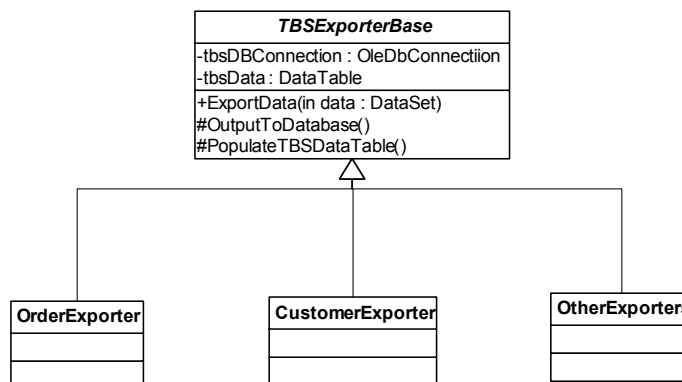 TBSExporterBase
-tbsDBConnection : OleDbConnectiion
-tbsData : DataTable
+ExportData(in data : DataSet)
#OutputToDatabase()
#PopulateTBSDataTable()
OrderExporter
CustomerExporter
OtherExporters